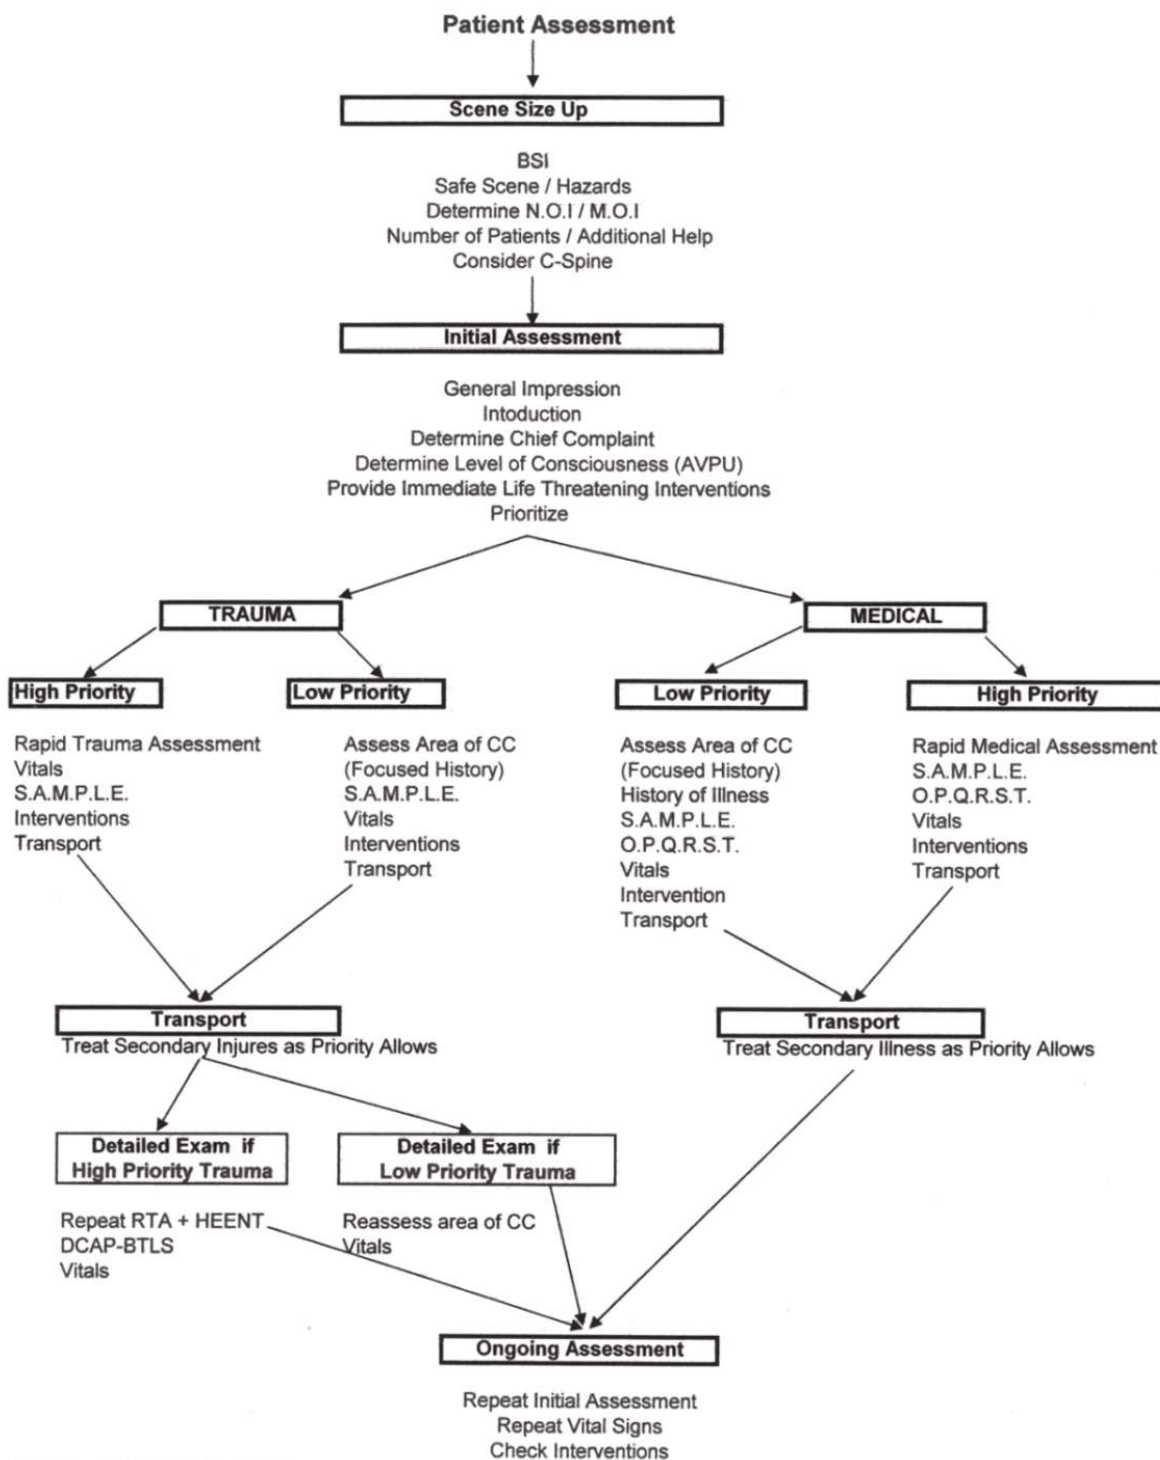 Patient Assessment
Scene Size Up
BSI
Safe Scene / Hazards
Determine N.O.I / M.O.I
Number of Patients / Additional Help
Consider C-Spine
Initial Assessment
General Impression
Intoduction
Determine Chief Complaint
Determine Level of Consciousness (AVPU)
Provide Immediate Life Threatening Interventions
Prioritize
TRAUMA
MEDICAL
High Priority
Low Priority
Low Priority
High Priority
Rapid Trauma Assessment
Vitals
S.A.M.P.L.E.
Interventions
Transport
Assess Area of CC
(Focused History)
S.A.M.P.L.E.
Vitals
Interventions
Transport
Assess Area of CC
(Focused History)
History of Illness
S.A.M.P.L.E.
O.P.Q.R.S.T.
Vitals
Intervention
Transport
Rapid Medical Assessment
S.A.M.P.L.E.
O.P.Q.R.S.T.
Vitals
Interventions
Transport
Transport
Treat Secondary Injures as Priority Allows
Transport
Treat Secondary Illness as Priority Allows
Detailed Exam if
High Priority Trauma
Detailed Exam if
Low Priority Trauma
Repeat RTA + HEENT
DCAP-BTLS
Vitals
Reassess area of CC
Vitals
Ongoing Assessment
Repeat Initial Assessment
Repeat Vital Signs
Check Interventions